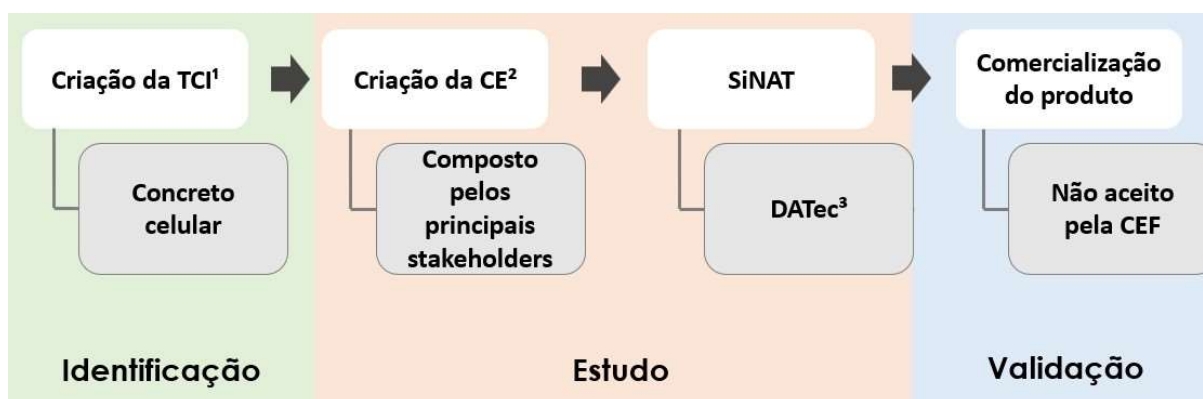 Criação da TCI¹
Criação da CE²
SiNAT
Comercialização
do produto
Concreto
celular
Composto
pelos
principais
stakeholders
DATec³
Não aceito
pela CEF
Identificação
Estudo
Validação